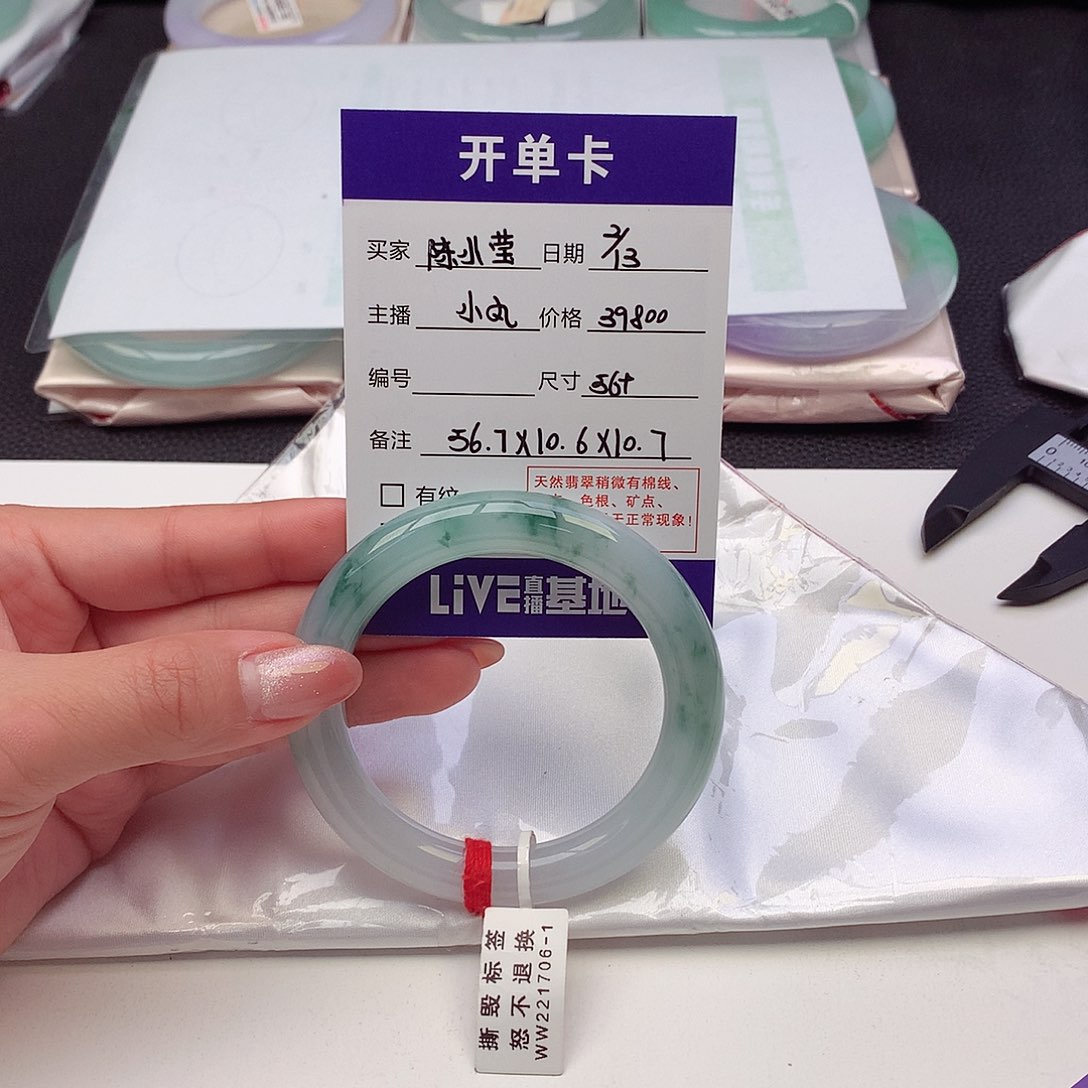 开单卡
买家 陈小莹 日期 2/13
主播 小丸 价格 39800
编号 尺寸 56+
备注 56.7X10.6X10.7
有纹
天然翡翠稍微有棉线、
色根、矿点、
正常现象!
LiVE直播基地
撕毁标签
恕不退换
WW221706-1